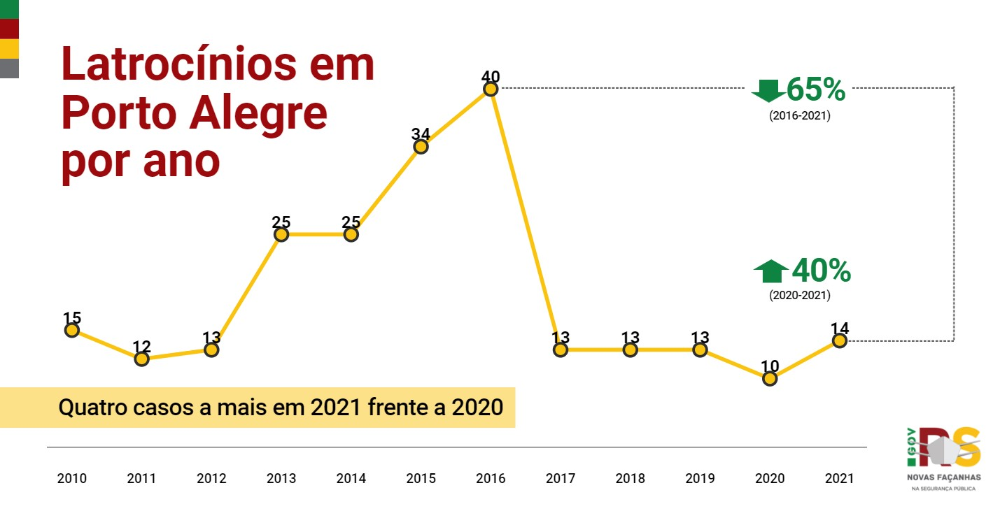 Latrocínios em
Porto Alegre
por ano
40
65%
(2016-2021)
34
25
25
40%
(2020-2021)
15
12
13
13
13
13
10
14
Quatro casos a mais em 2021 frente a 2020
2010 2011 2012 2013 2014 2015 2016 2017 2018 2019 2020 2021
GOV
RS
NOVAS FAÇANHAS
NA SEGURANÇA PÚBLICA